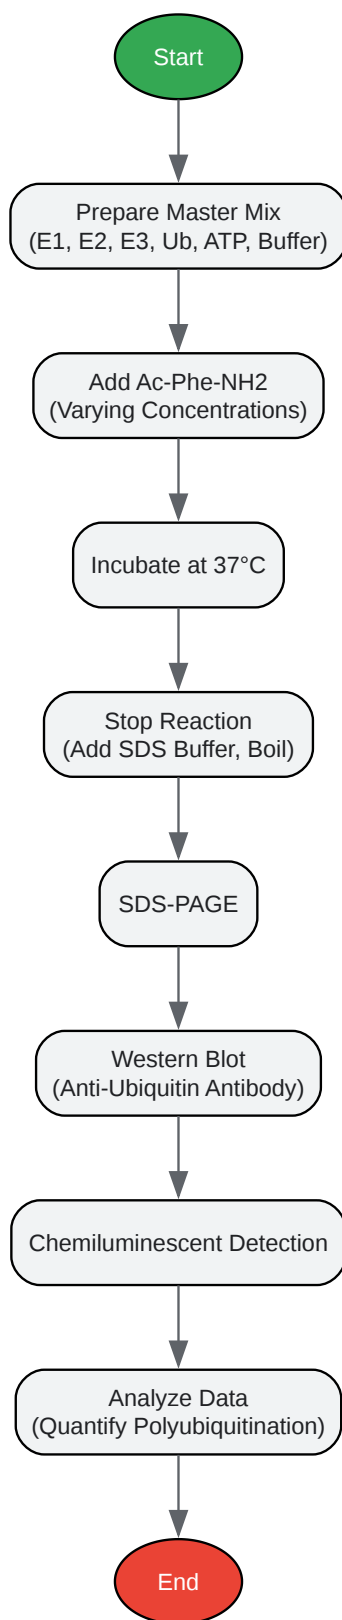 Start
Prepare Master Mix
(E1, E2, E3, Ub, ATP, Buffer)
Add Ac-Phe-NH2
(Varying Concentrations)
Incubate at 37°C
Stop Reaction
(Add SDS Buffer, Boil)
SDS-PAGE
Western Blot
(Anti-Ubiquitin Antibody)
Chemiluminescent Detection
Analyze Data
(Quantify Polyubiquitination)
End